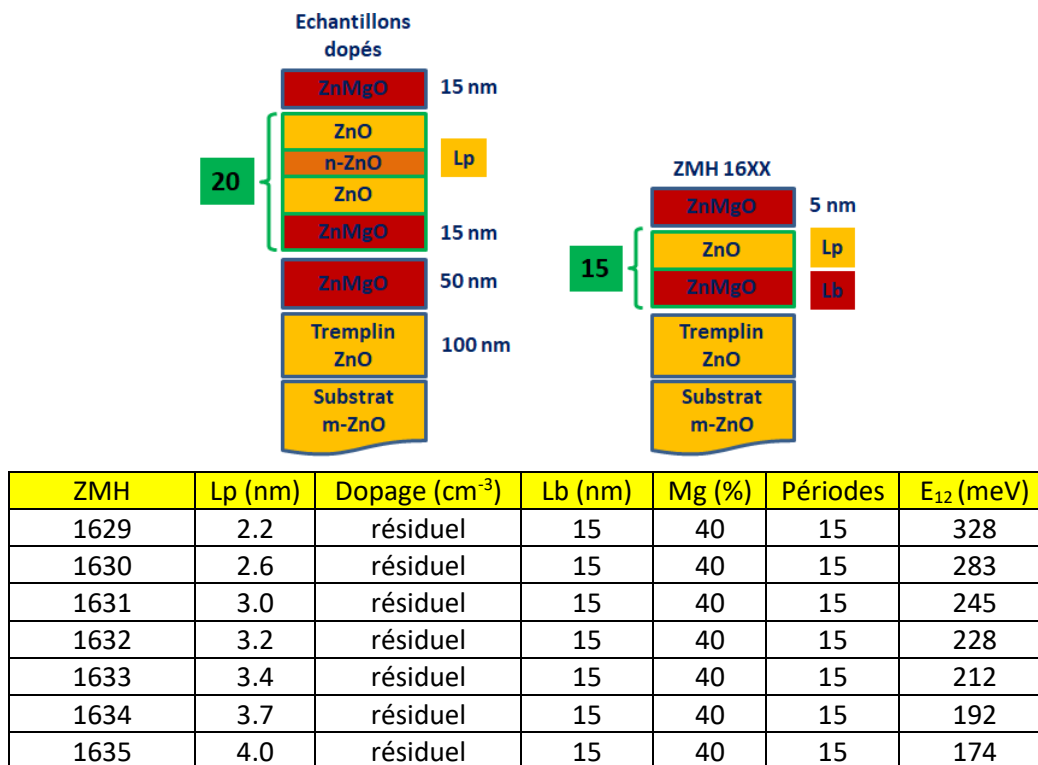 Echantillons
dopés
ZnMgO 15 nm
ZnO
n-ZnO
ZnO
Lp
20
ZnMgO 15 nm
ZnMgO 50 nm
Tremplin
ZnO
100 nm
Substrat
m-ZnO
ZMH 16XX
ZnMgO 5 nm
ZnO Lp
15
ZnMgO Lb
Tremplin
ZnO
Substrat
m-ZnO
ZMH Lp (nm) Dopage (cm-3) Lb (nm) Mg (%) Périodes E12 (meV)
1629 2.2 résiduel 15 40 15 328
1630 2.6 résiduel 15 40 15 283
1631 3.0 résiduel 15 40 15 245
1632 3.2 résiduel 15 40 15 228
1633 3.4 résiduel 15 40 15 212
1634 3.7 résiduel 15 40 15 192
1635 4.0 résiduel 15 40 15 174